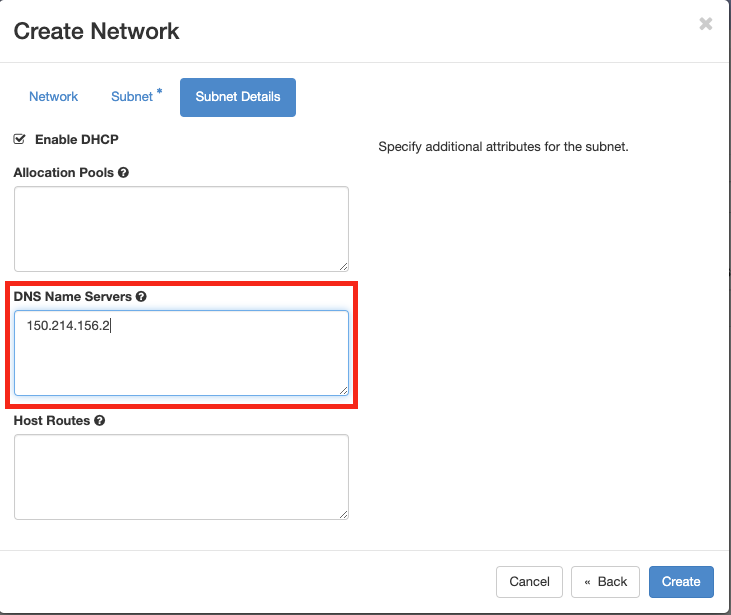 Create Network
Network
Subnet *
Subnet Details
Enable DHCP
Specify additional attributes for the subnet.
Allocation Pools
DNS Name Servers
150.214.156.2
Host Routes
Cancel
« Back
Create